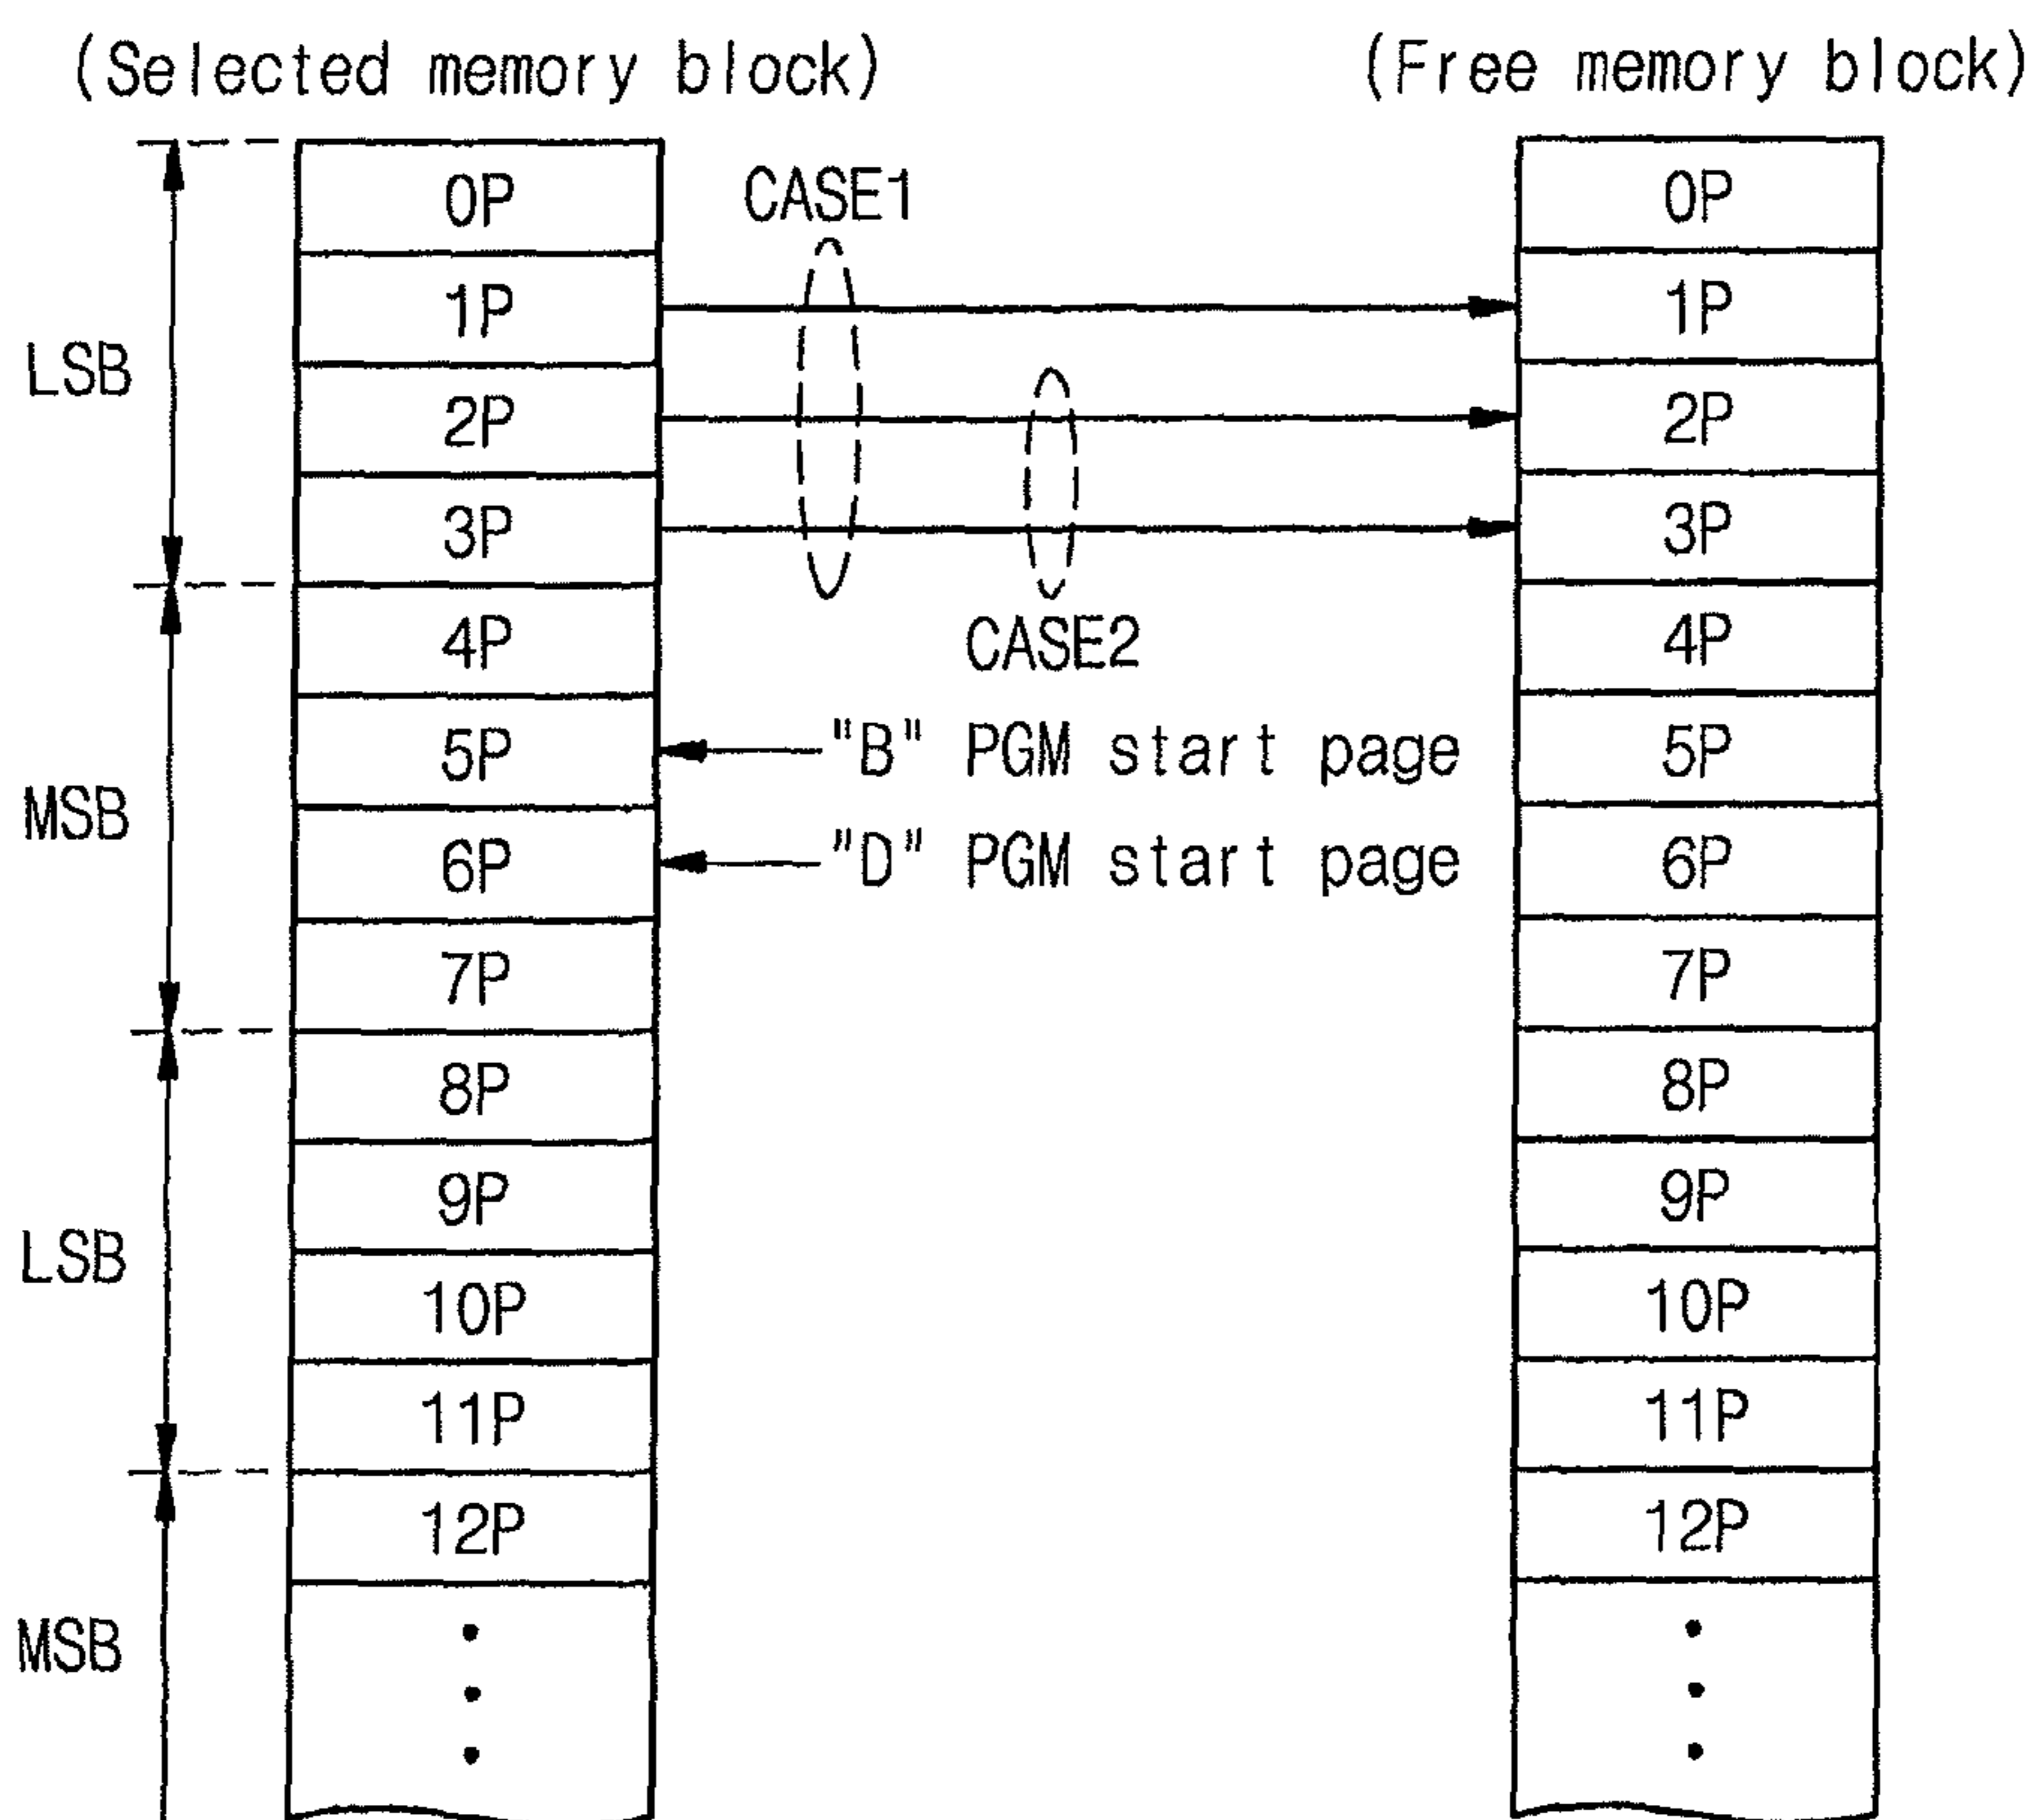 (Selected memory block)
(Free memory block)
0P
CASE1
0P
1P
1P
LSB
2P
2P
3P
3P
4P
CASE2
4P
5P
"B" PGM start page
5P
MSB
6P
"D" PGM start page
6P
7P
7P
8P
8P
9P
9P
LSB
10P
10P
11P
11P
12P
12P
MSB